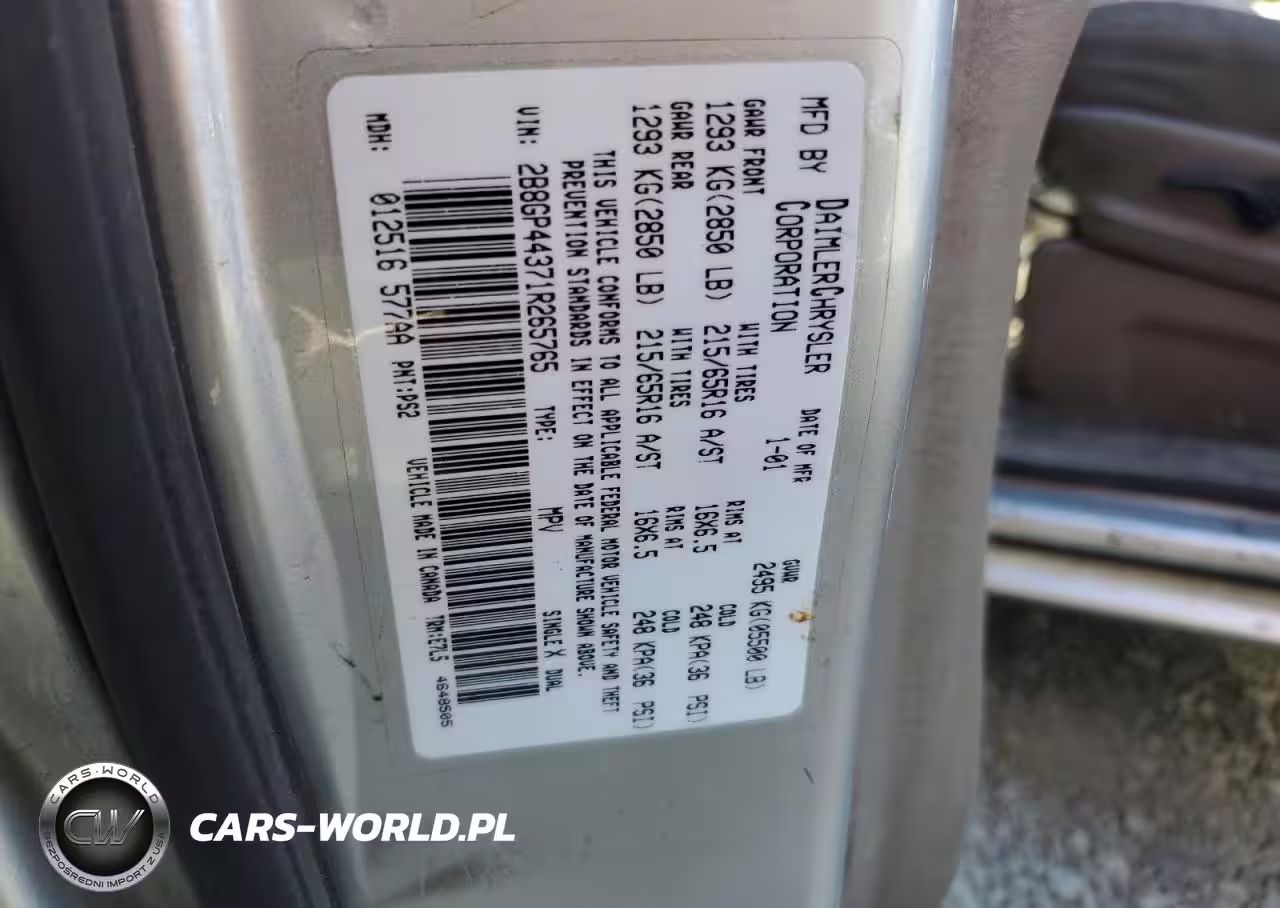 MFD BY DAIMLERCHRYSLER CORPORATION
DATE OF MFR
1-01
GVWR
2495 KG(05500 LB)
GAWR FRONT WITH TIRES RIMS AT COLD
1293 KG(2850 LB) 215/65R16 A/ST 16X6.5 248 KPA(36 PSI)
GAWR REAR WITH TIRES RIMS AT COLD
1293 KG(2850 LB) 215/65R16 A/ST 16X6.5 248 KPA(36 PSI)
THIS VEHICLE CONFORMS TO ALL APPLICABLE FEDERAL MOTOR VEHICLE SAFETY AND THEFT
PREVENTION STANDARDS IN EFFECT ON THE DATE OF MANUFACTURE SHOWN ABOVE.
VIN: 2B8GP44371R265765 TYPE: MPV SINGLE X DUAL
MDH: 012516 577AA PNT:PS2 VEHICLE MADE IN CANADA TRM:E7L5 4648505
CARS-WORLD
CW
BEZPOŚREDNI IMPORT Z USA
CARS-WORLD.PL